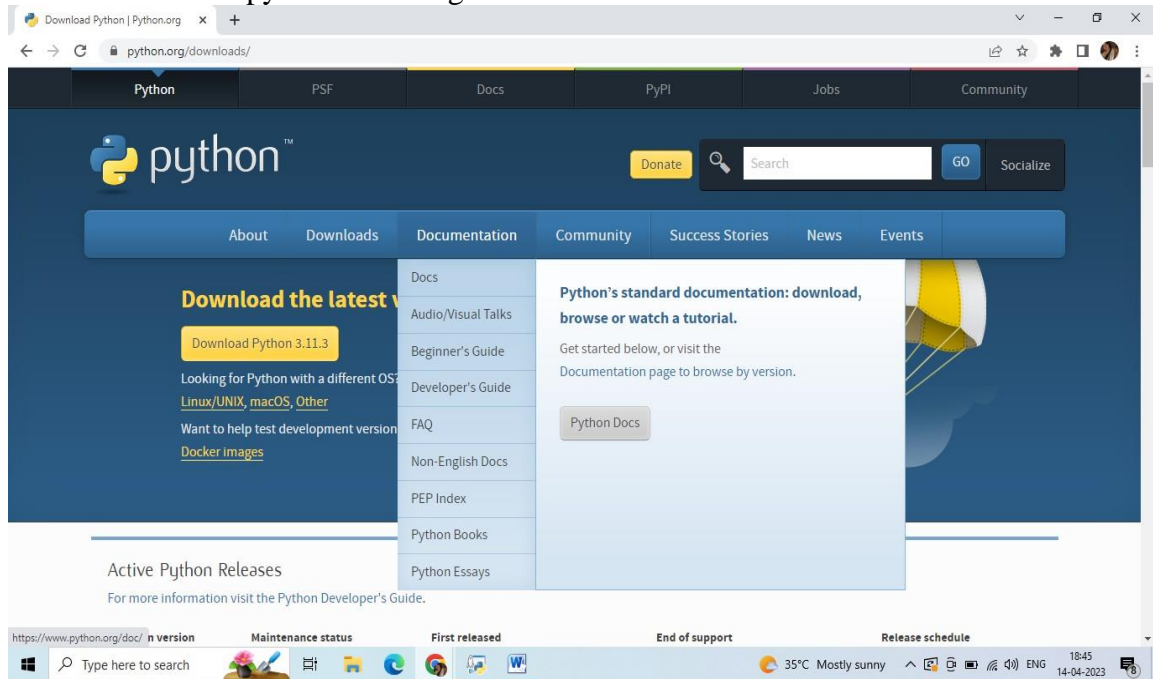 Download Python | Python.org
python.org/downloads/
Python PSF Docs PyPI Jobs Community
python™
Donate Search GO Socialize
About Downloads Documentation Community Success Stories News Events
Docs
Audio/Visual Talks
Beginner's Guide
Developer's Guide
FAQ
Non-English Docs
PEP Index
Python Books
Python Essays
Python's standard documentation: download,
browse or watch a tutorial.
Get started below, or visit the
Documentation page to browse by version.
Python Docs
Download the latest v
Download Python 3.11.3
Looking for Python with a different OS?
Linux/UNIX, macOS, Other
Want to help test development version
Docker images
Active Python Releases
For more information visit the Python Developer's Guide.
https://www.python.org/doc/ n version Maintenance status First released End of support Release schedule
Type here to search 35°C Mostly sunny ENG 18:45
14-04-2023 8